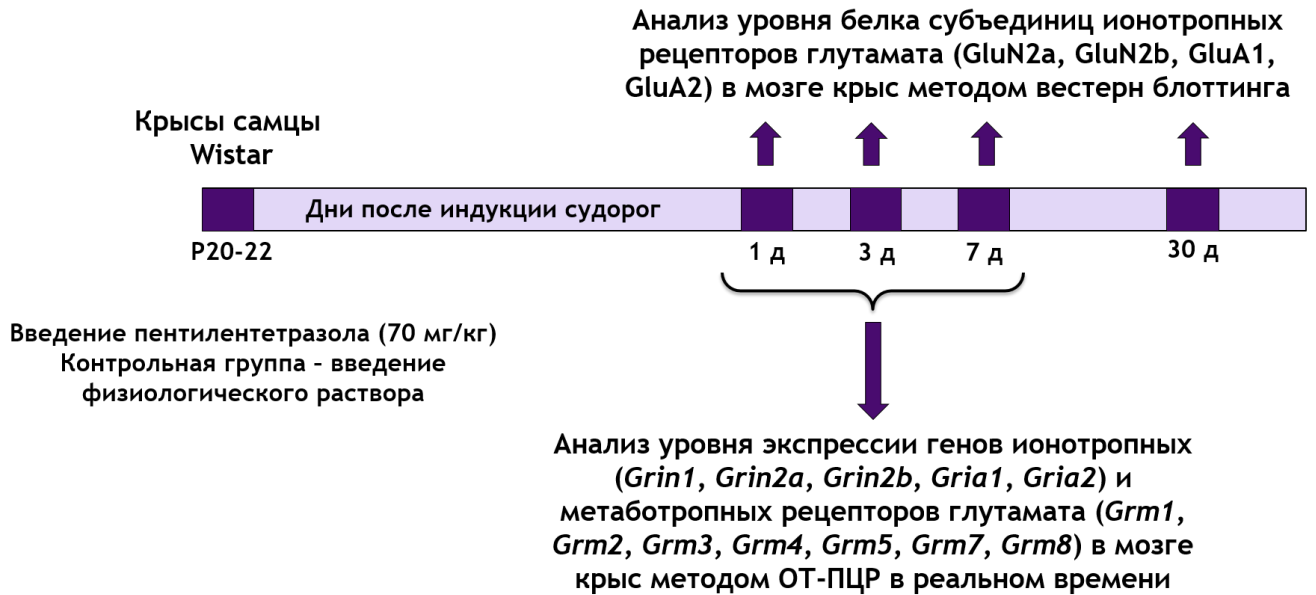 Анализ уровня белка субъединиц ионотропных
рецепторов глутамата (GluN2a, GluN2b, GluA1,
GluA2) в мозге крыс методом вестерн блоттинга
Крысы самцы
Wistar
Дни после индукции судорог
P20-22
1 д
3 д
7 д
30 д
Введение пентилентетразола (70 мг/кг)
Контрольная группа – введение
физиологического раствора
Анализ уровня экспрессии генов ионотропных
(Grin1, Grin2a, Grin2b, Gria1, Gria2) и
метаботропных рецепторов глутамата (Grm1,
Grm2, Grm3, Grm4, Grm5, Grm7, Grm8) в мозге
крыс методом ОТ-ПЦР в реальном времени